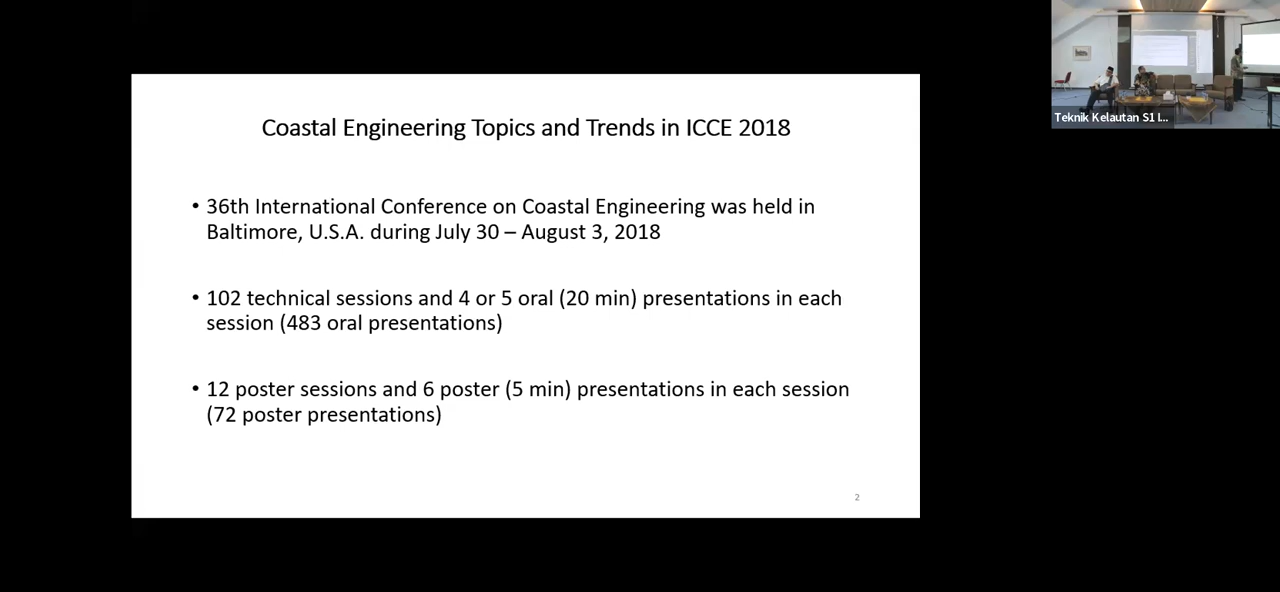 Coastal Engineering Topics and Trends in ICCE 2018
• 36th International Conference on Coastal Engineering was held in
Baltimore, U.S.A. during July 30 – August 3, 2018
• 102 technical sessions and 4 or 5 oral (20 min) presentations in each
session (483 oral presentations)
• 12 poster sessions and 6 poster (5 min) presentations in each session
(72 poster presentations)
2
Teknik Kelautan S1 I...